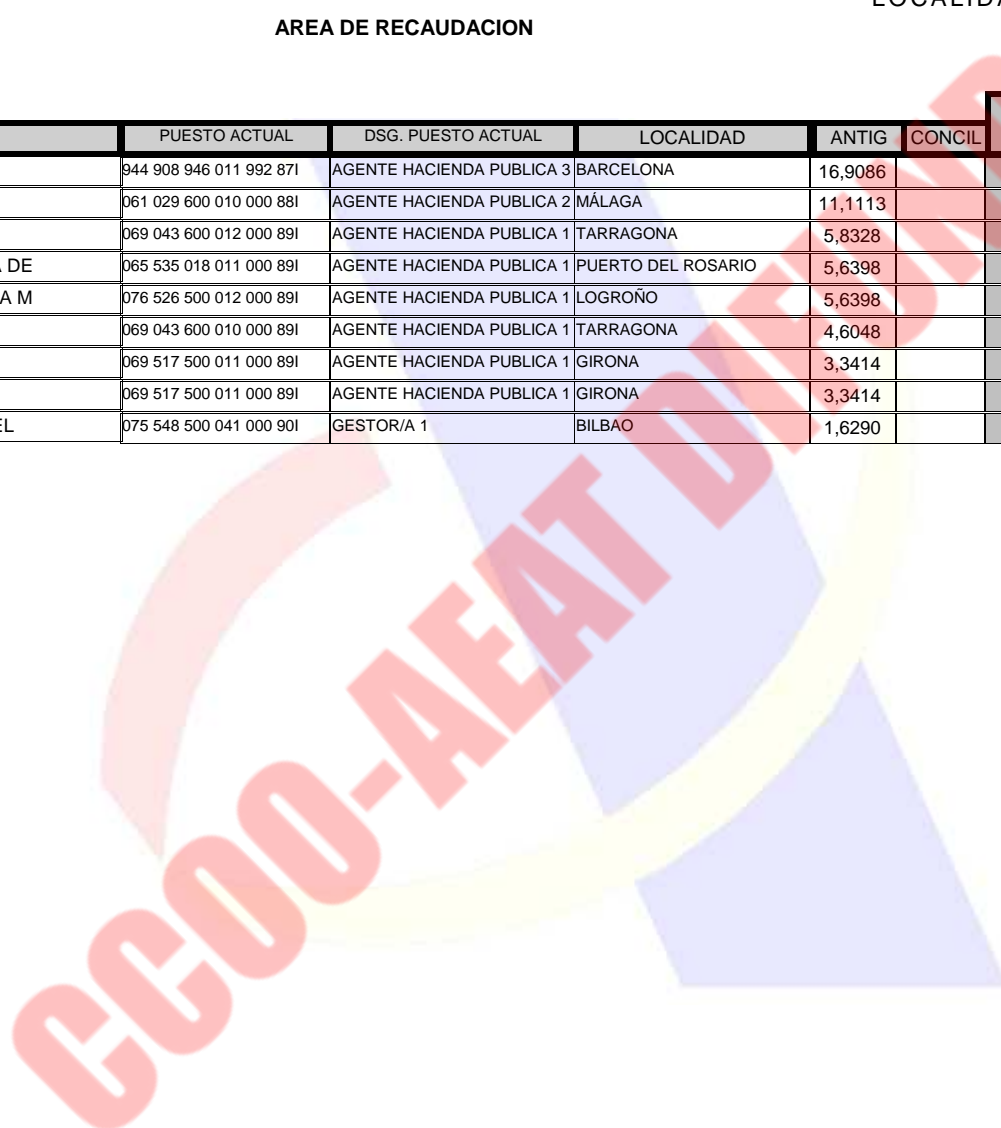 LOCALIDA
AREA DE RECAUDACION
PUESTO ACTUAL DSG. PUESTO ACTUAL LOCALIDAD ANTIG CONCIL
944 908 946 011 992 87I AGENTE HACIENDA PUBLICA 3 BARCELONA 16,9086
061 029 600 010 000 88I AGENTE HACIENDA PUBLICA 2 MÁLAGA 11,1113
069 043 600 012 000 89I AGENTE HACIENDA PUBLICA 1 TARRAGONA 5,8328
DE 065 535 018 011 000 89I AGENTE HACIENDA PUBLICA 1 PUERTO DEL ROSARIO 5,6398
A M 076 526 500 012 000 89I AGENTE HACIENDA PUBLICA 1 LOGROÑO 5,6398
069 043 600 010 000 89I AGENTE HACIENDA PUBLICA 1 TARRAGONA 4,6048
069 517 500 011 000 89I AGENTE HACIENDA PUBLICA 1 GIRONA 3,3414
069 517 500 011 000 89I AGENTE HACIENDA PUBLICA 1 GIRONA 3,3414
EL 075 548 500 041 000 90I GESTOR/A 1 BILBAO 1,6290
CCOO-AEAT DIFUN